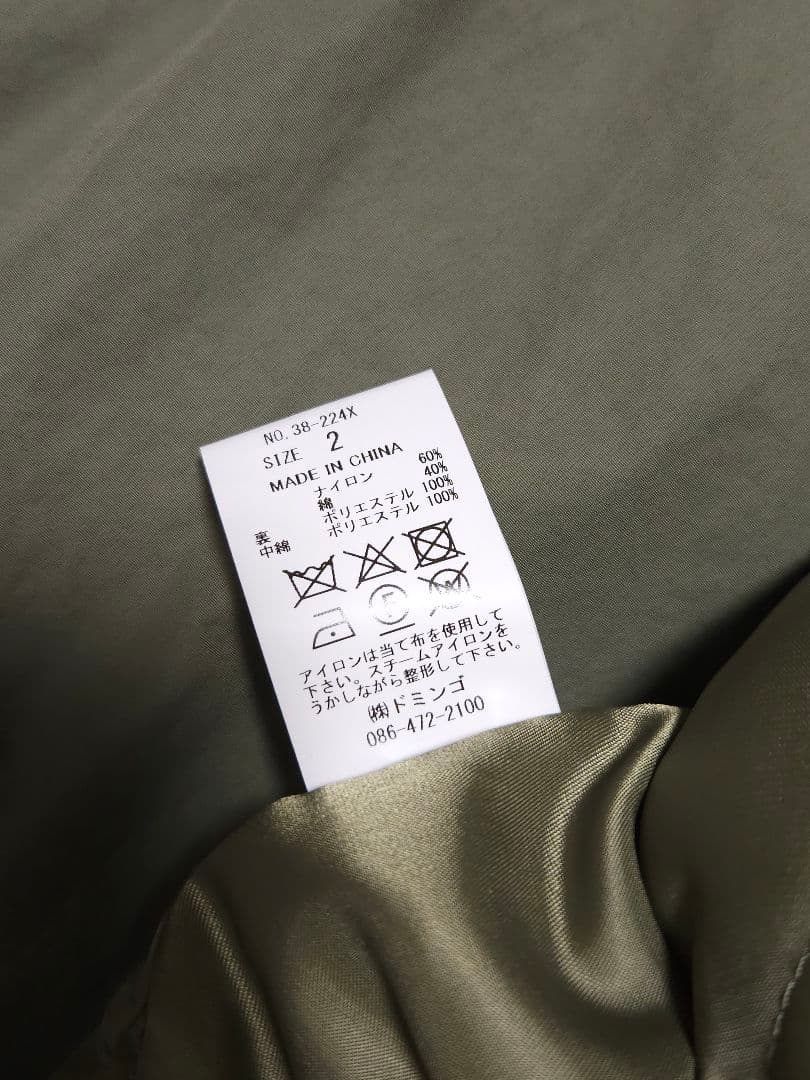 NO. 38-224X
SIZE 2
MADE IN CHINA
ナイロン 60%
綿 40%
裏 ポリエステル 100%
中綿 ポリエステル 100%
F
W
アイロンは当て布を使用して
下さい。スチームアイロンを
うかしながら整形して下さい。
㈱ドミンゴ
086-472-2100